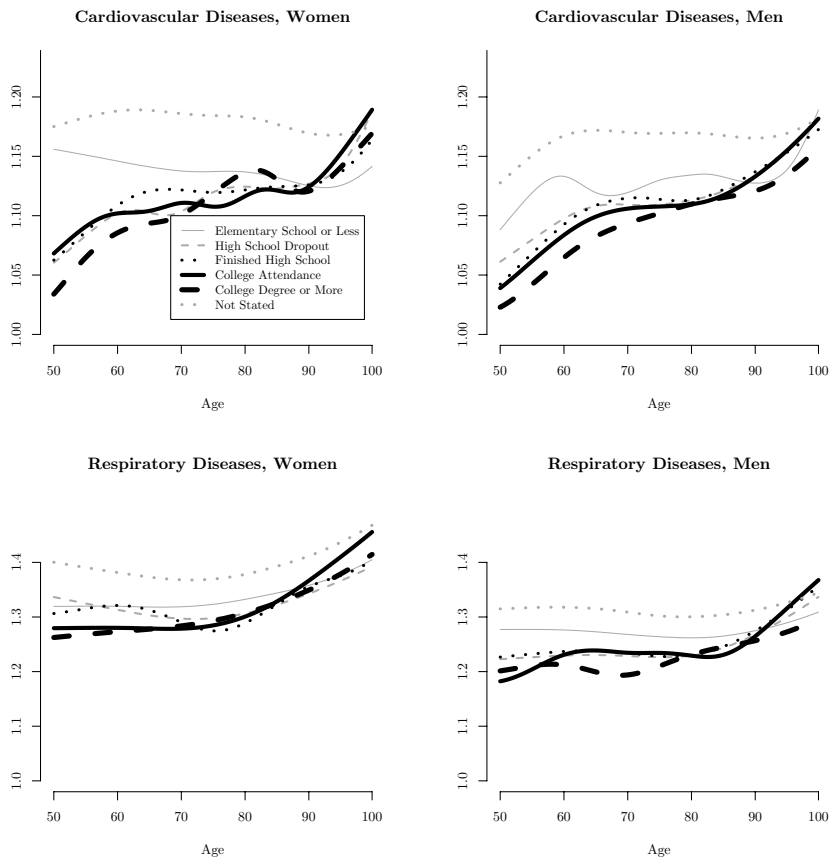 Cardiovascular Diseases, Women
1.20
1.15
1.10
1.05
1.00
Elementary School or Less
High School Dropout
Finished High School
College Attendance
College Degree or More
Not Stated
50 60 70 80 90 100
Age
Cardiovascular Diseases, Men
1.20
1.15
1.10
1.05
1.00
50 60 70 80 90 100
Age
Respiratory Diseases, Women
1.4
1.3
1.2
1.1
1.0
50 60 70 80 90 100
Age
Respiratory Diseases, Men
1.4
1.3
1.2
1.1
1.0
50 60 70 80 90 100
Age